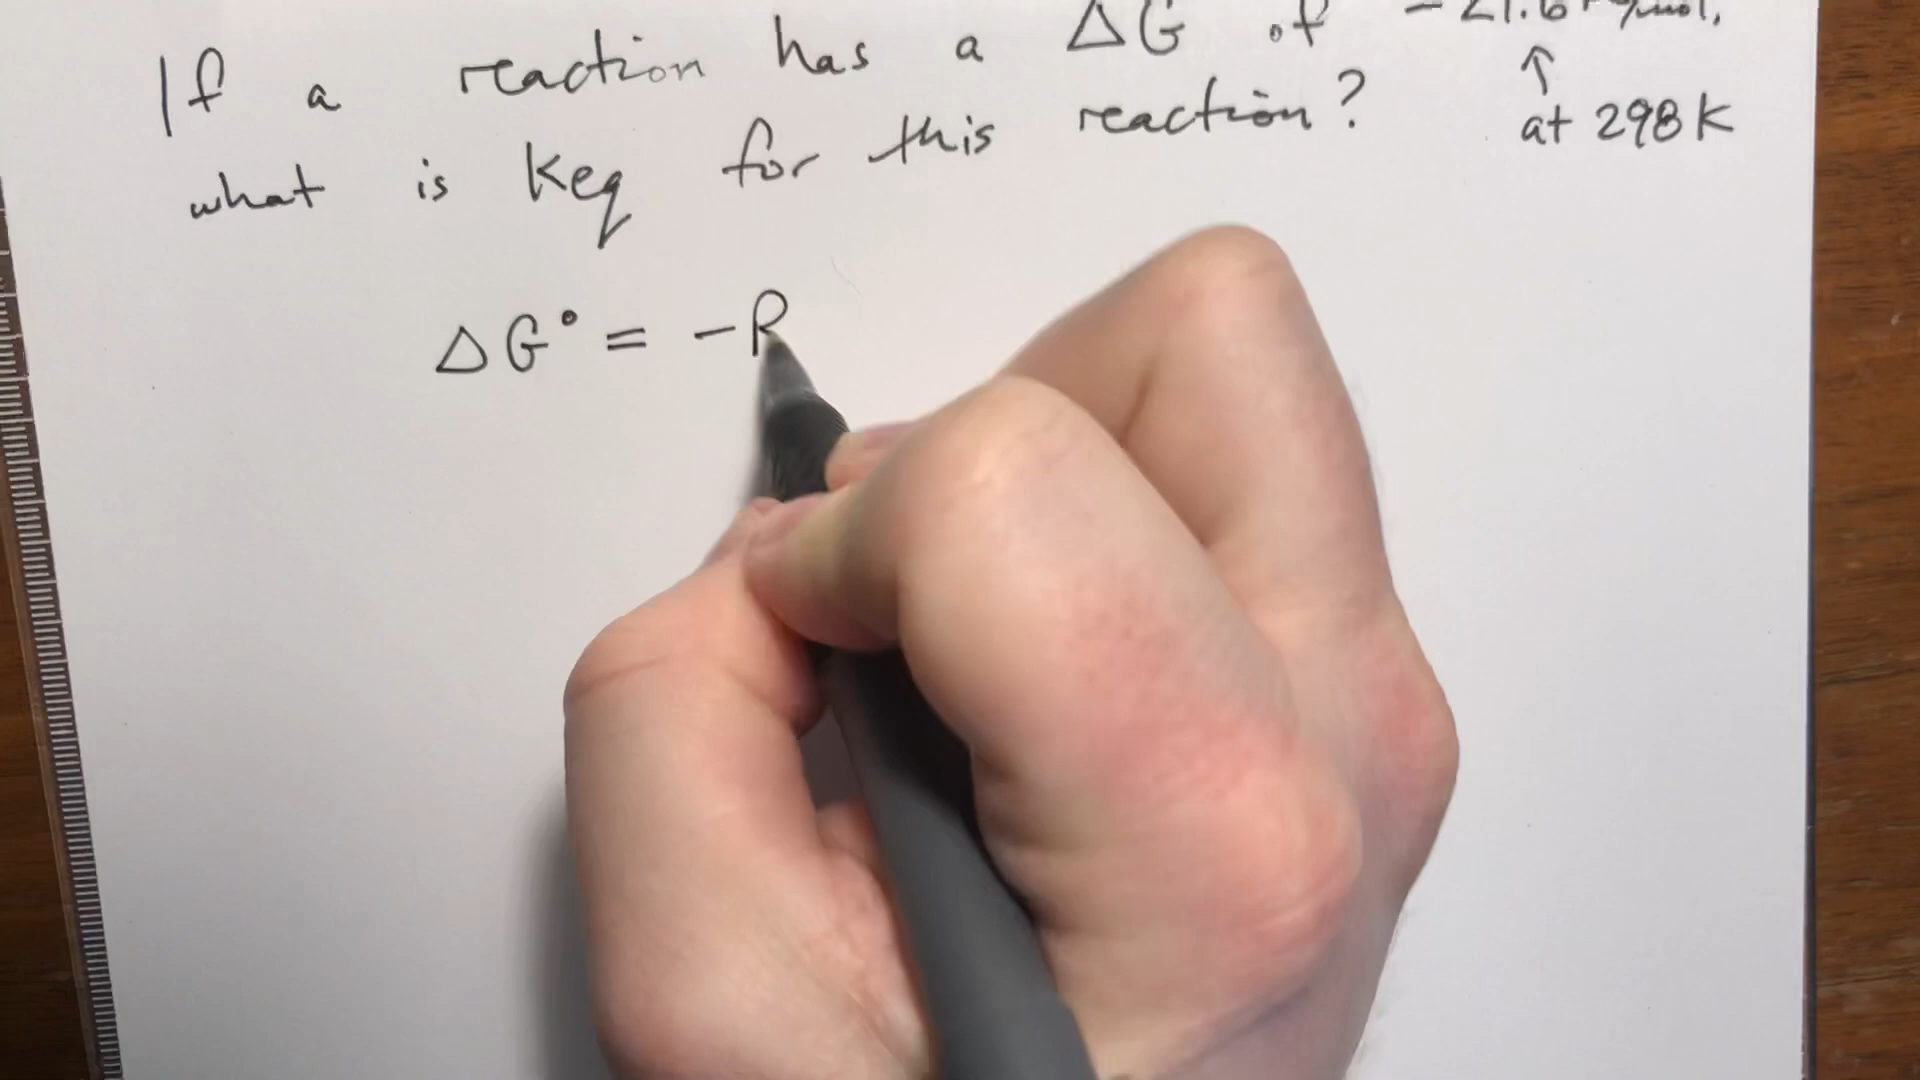 If a reaction has a ΔG of
at 298 K
what is Keq for this reaction?
ΔG° = -R